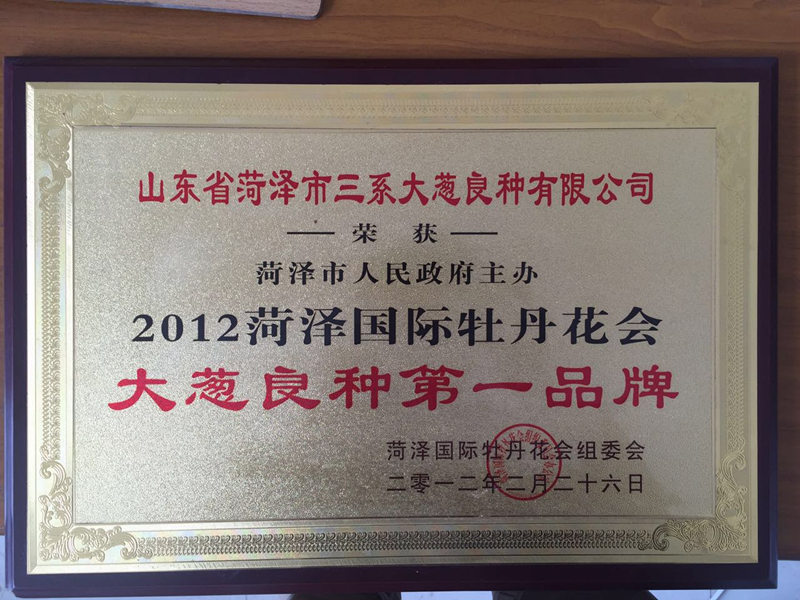 山东省菏泽市三系大葱良种有限公司
荣 获
菏泽市人民政府主办
2012菏泽国际牡丹花会
大葱良种第一品牌
菏泽国际牡丹花会组委会
二零一二年二月二十六日